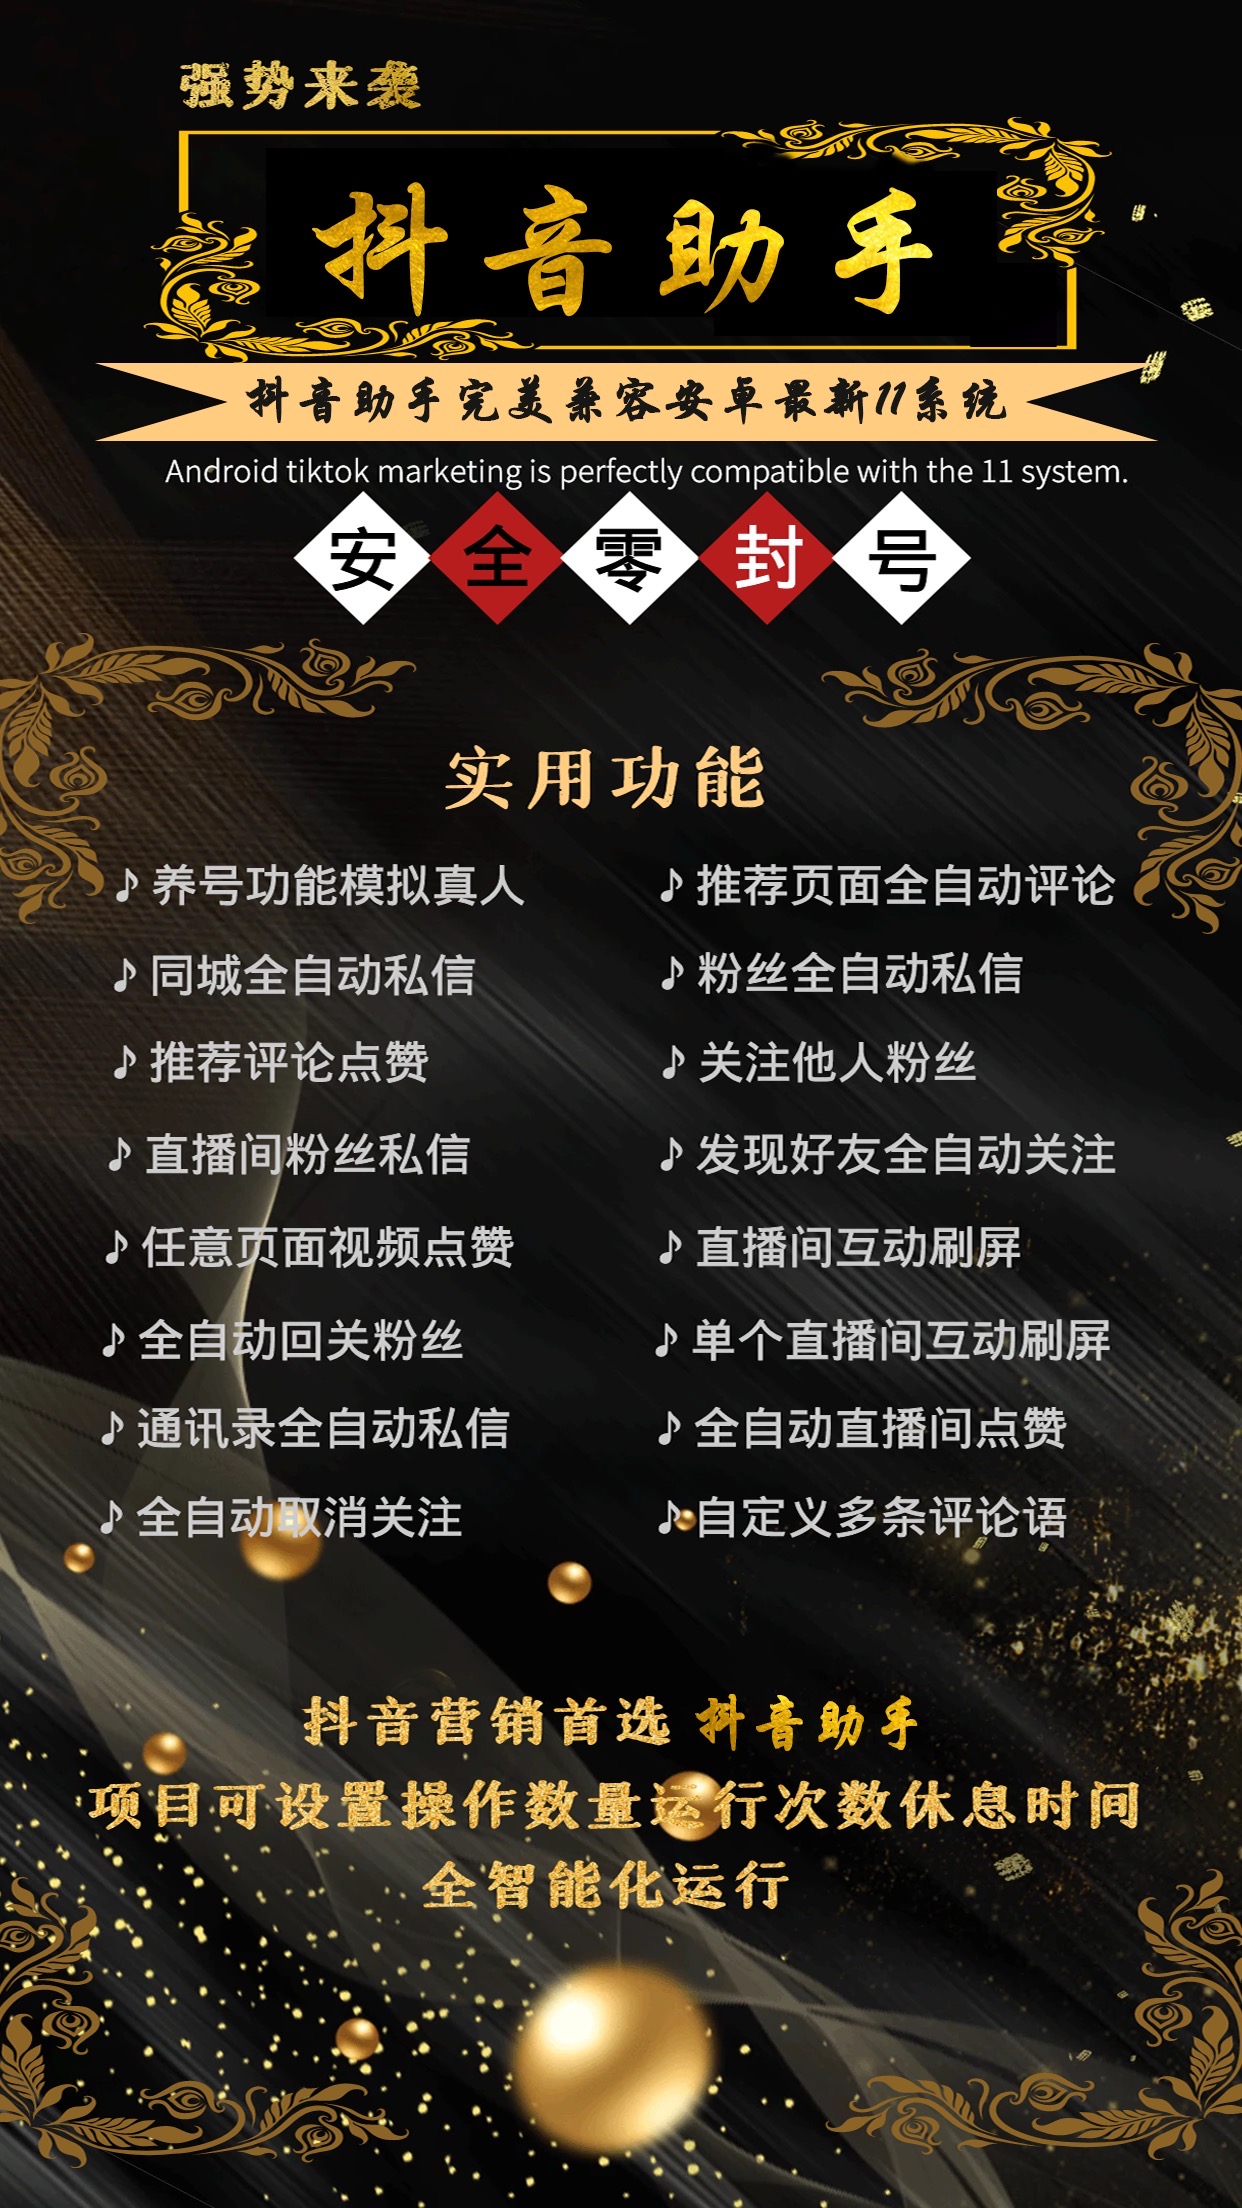 强势来袭
抖音助手
抖音助手完美兼容安卓最新11系统
Android tiktok marketing is perfectly compatible with the 11 system.
安全零封号
实用功能
♪养号功能模拟真人
♪推荐页面全自动评论
♪同城全自动私信
♪粉丝全自动私信
♪推荐评论点赞
♪关注他人粉丝
♪直播间粉丝私信
♪发现好友全自动关注
♪任意页面视频点赞
♪直播间互动刷屏
♪全自动回关粉丝
♪单个直播间互动刷屏
♪通讯录全自动私信
♪全自动直播间点赞
♪全自动取消关注
♪自定义多条评论语
抖音营销首选 抖音助手
项目可设置操作数量运行次数休息时间
全智能化运行